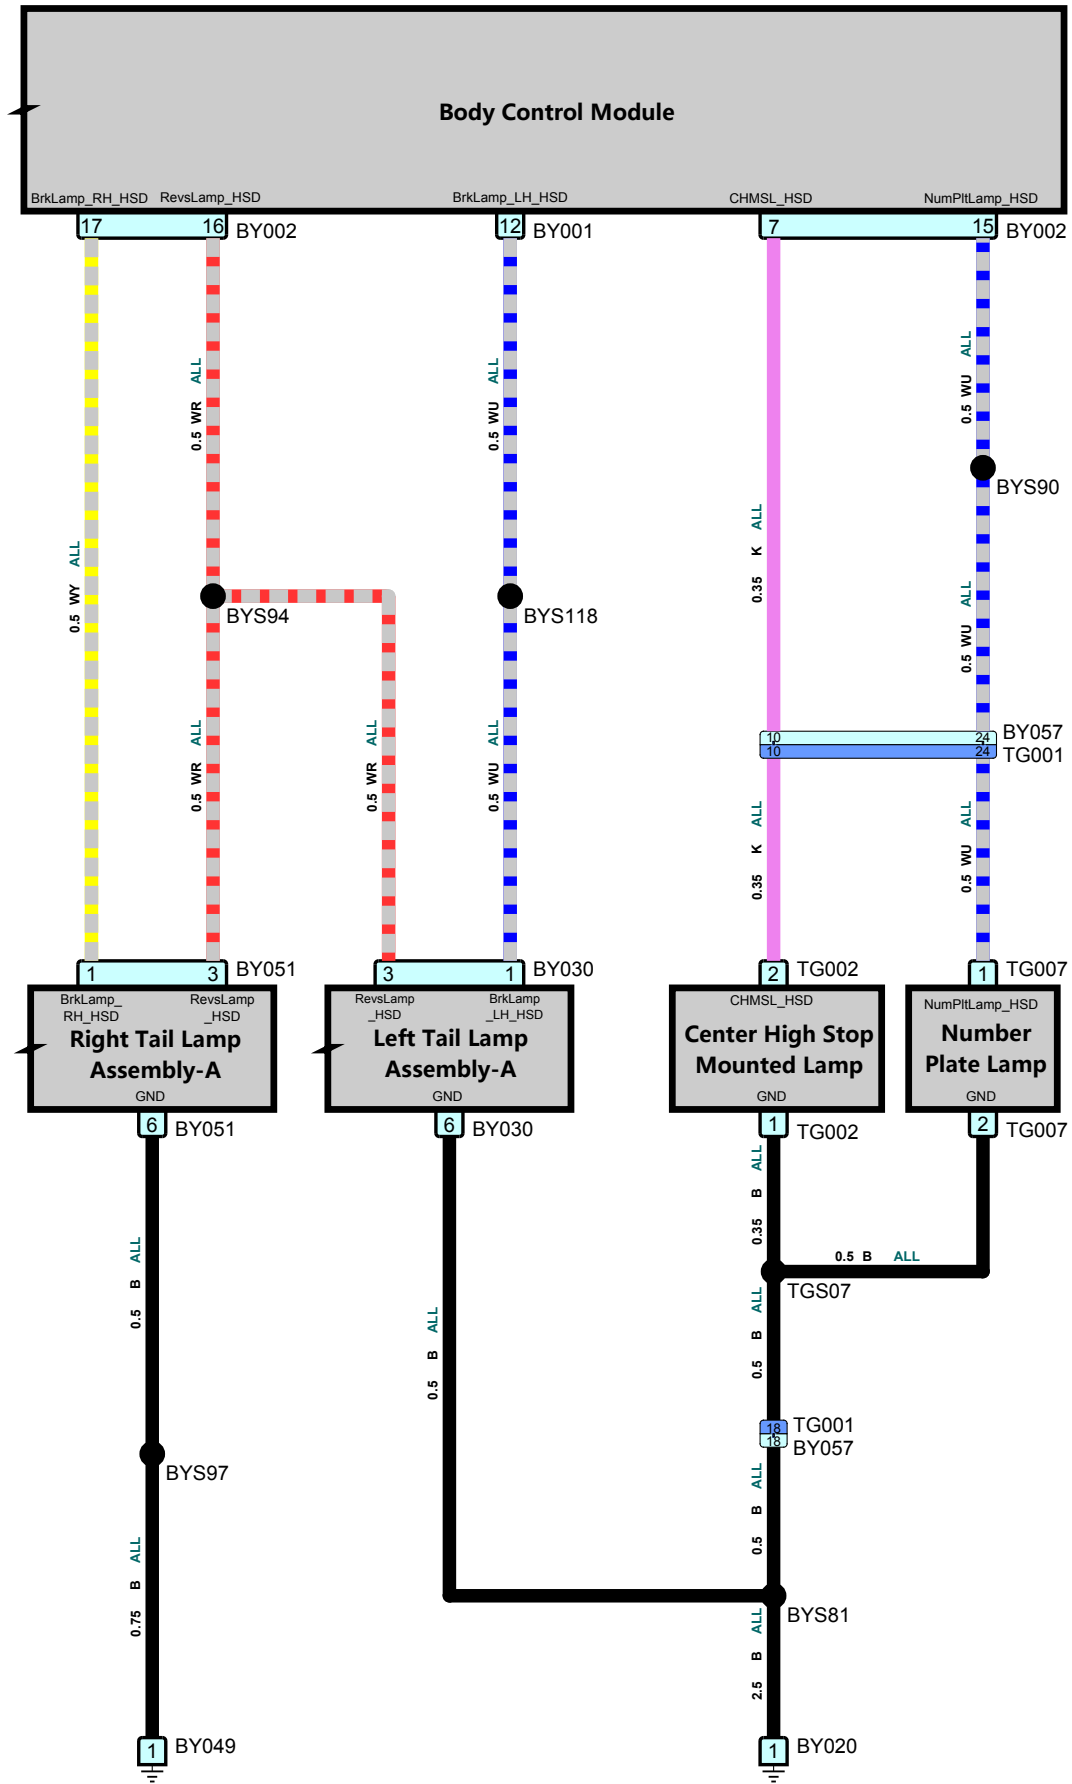 Body Control Module
BrkLamp_RH_HSD RevsLamp_HSD BrkLamp_LH_HSD CHMSL_HSD NumPltLamp_HSD
17 16 BY002 12 BY001 7 15 BY002
ALL ALL ALL
0.5 WR 0.5 WU 0.5 WU
BYS90
ALL ALL
0.5 WY 0.35 K
BYS94 BYS118
ALL
0.5 WU
ALL ALL ALL
0.5 WR 0.5 WR 0.5 WU
10 24 BY057
10 24 TG001
ALL ALL
0.35 K 0.5 WU
1 3 BY051 3 1 BY030 2 TG002 1 TG007
BrkLamp_ RevsLamp RevsLamp BrkLamp CHMSL_HSD NumPltLamp_HSD
RH_HSD _HSD _HSD _LH_HSD
Right Tail Lamp Left Tail Lamp Center High Stop Number
Assembly-A Assembly-A Mounted Lamp Plate Lamp
GND GND GND GND
6 BY051 6 BY030 1 TG002 2 TG007
0.35 B ALL
0.5 B ALL
0.5 B ALL
TGS07
0.5 B ALL
0.5 B ALL
18 TG001
18 BY057
BYS97
0.5 B ALL
0.75 B ALL
BYS81
2.5 B ALL
1 BY049 1 BY020